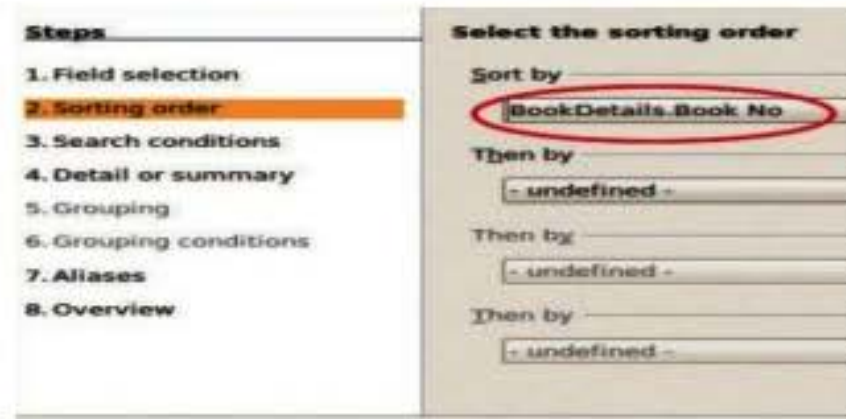 Steps
1. Field selection
2. Sorting order
3. Search conditions
4. Detail or summary
5. Grouping
6. Grouping conditions
7. Aliases
8. Overview
Select the sorting order
Sort by
BookDetails.Book No
Then by
- undefined -
Then by
- undefined -
Then by
- undefined -